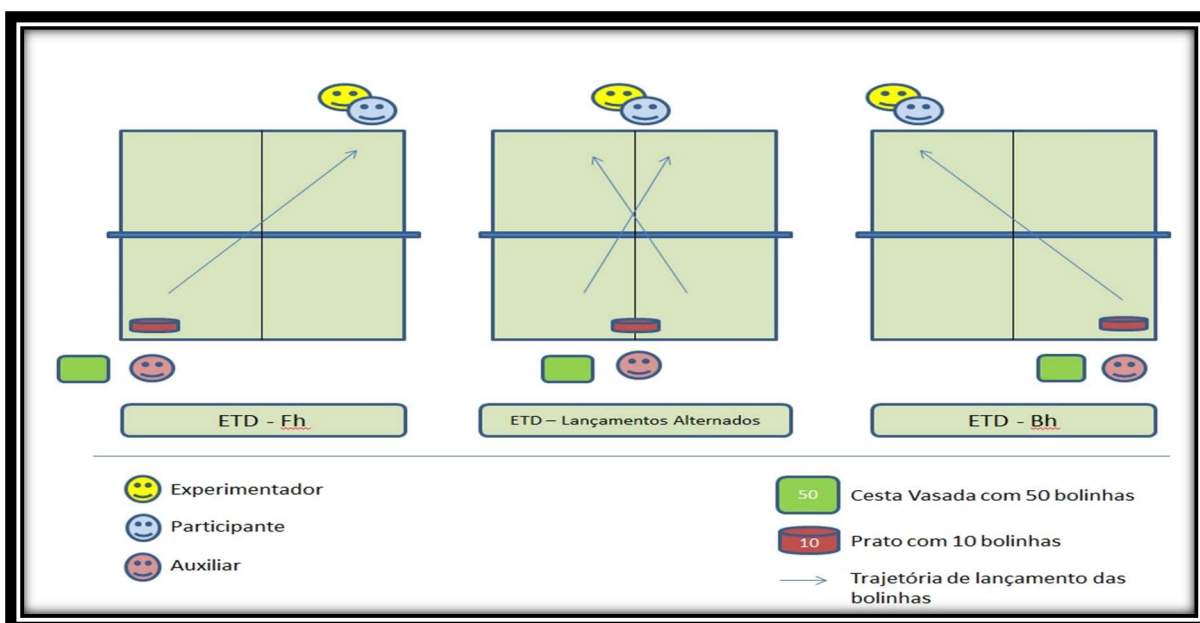 ETD - Fh
ETD – Lançamentos Alternados
ETD - Bh
Experimentador
Participante
Auxiliar
50 Cesta Vasada com 50 bolinhas
10 Prato com 10 bolinhas
Trajetória de lançamento das
bolinhas